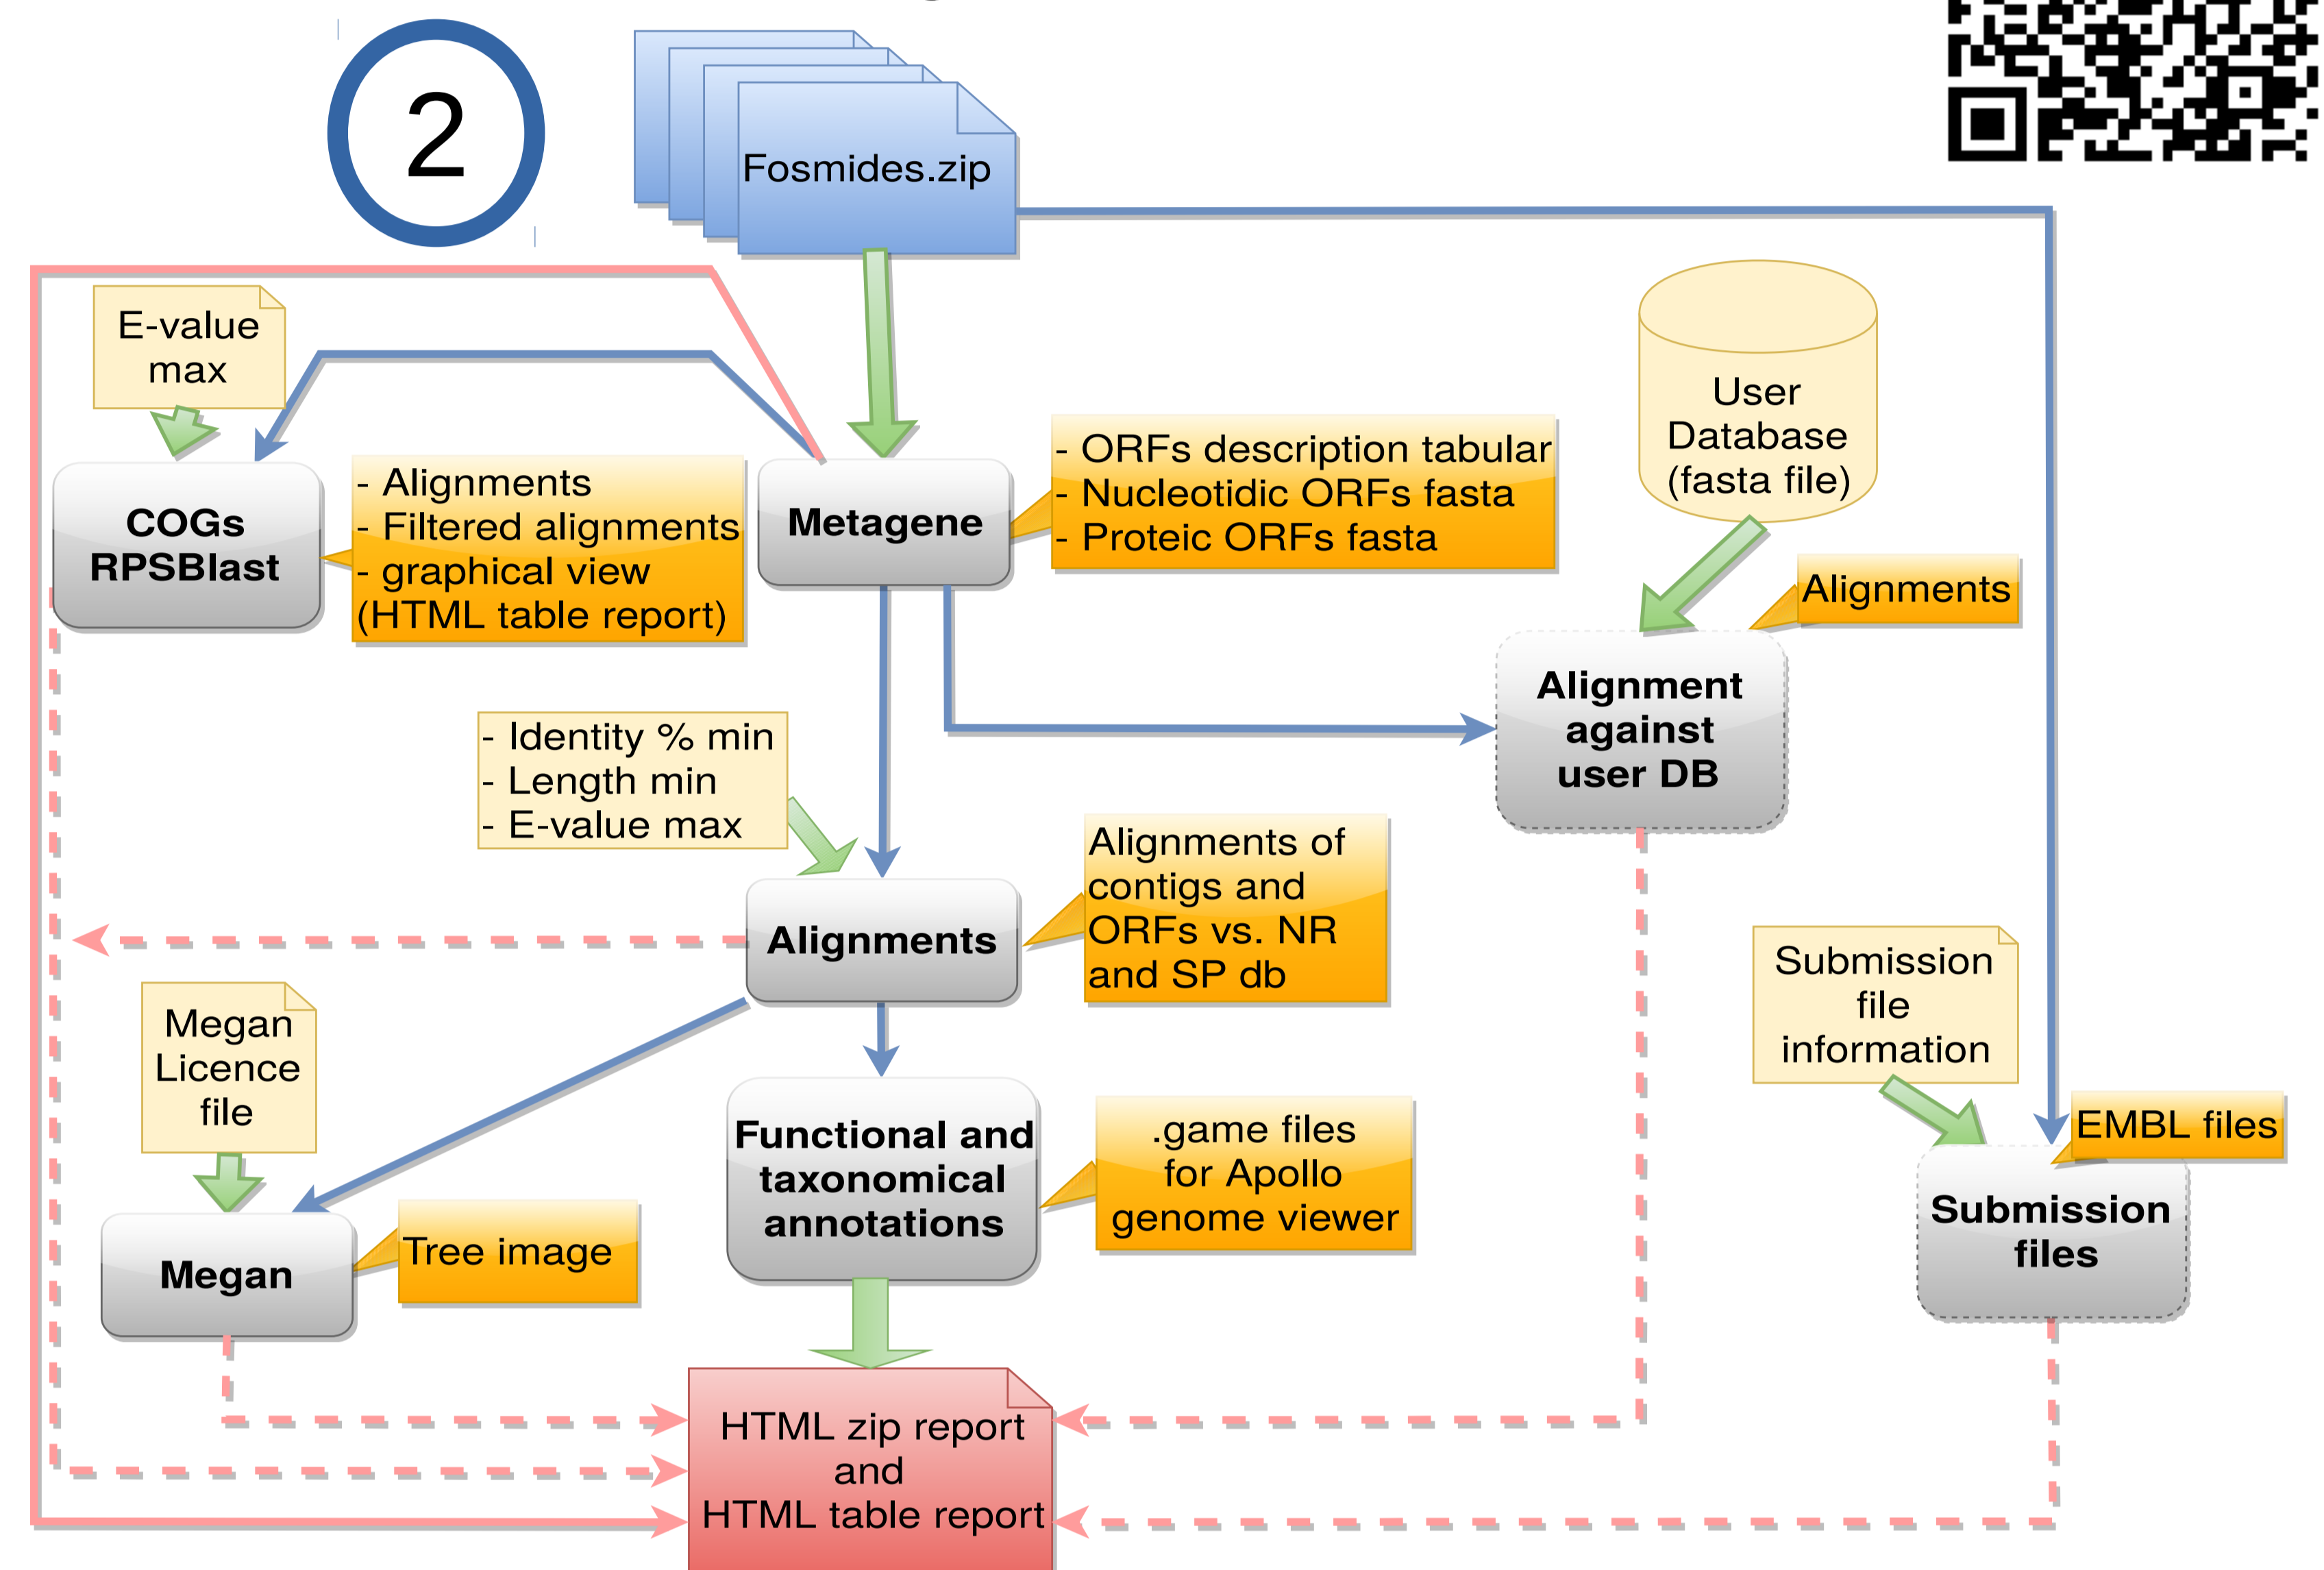 2
Fosmides.zip
E-value
max
COGs
RPSBlast
- Alignments
- Filtered alignments
- graphical view
(HTML table report)
Metagene
- ORFs description tabular
- Nucleotidic ORFs fasta
- Proteic ORFs fasta
User
Database
(fasta file)
Alignments
Alignment
against
user DB
- Identity % min
- Length min
- E-value max
Alignments
Alignments of
contigs and
ORFs vs. NR
and SP db
Submission
file
information
EMBL files
Submission
files
Megan
Licence
file
Megan
Tree image
Functional and
taxonomical
annotations
.game files
for Apollo
genome viewer
HTML zip report
and
HTML table report